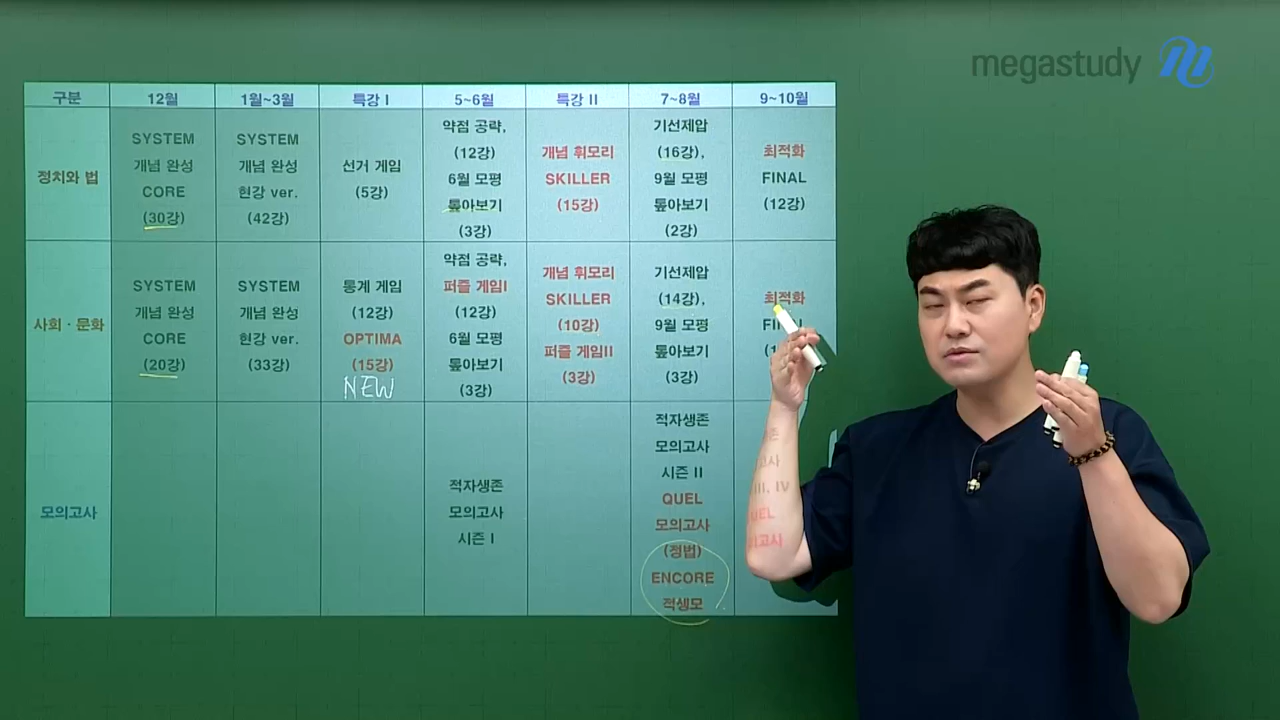 megastudy
구분
12월
1월~3월
특강 I
5~6월
특강 II
7~8월
9~10월
정치와 법
SYSTEM
개념 완성
CORE
(30강)
SYSTEM
개념 완성
현강 ver.
(42강)
선거 게임
(5강)
약점 공략,
(12강)
6월 모평
톺아보기
(3강)
개념 휘모리
SKILLER
(15강)
기선제압
(16강),
9월 모평
톺아보기
(2강)
최적화
FINAL
(12강)
사회·문화
SYSTEM
개념 완성
CORE
(20강)
SYSTEM
개념 완성
현강 ver.
(33강)
통계 게임
(12강)
OPTIMA
(15강)
NEW
약점 공략,
퍼즐 게임I
(12강)
6월 모평
톺아보기
(3강)
개념 휘모리
SKILLER
(10강)
퍼즐 게임II
(3강)
기선제압
(14강),
9월 모평
톺아보기
(3강)
최적화
모의고사
적자생존
모의고사
시즌 I
적자생존
모의고사
시즌 II
QUEL
모의고사
(정법)
ENCORE
적생모
III, IV